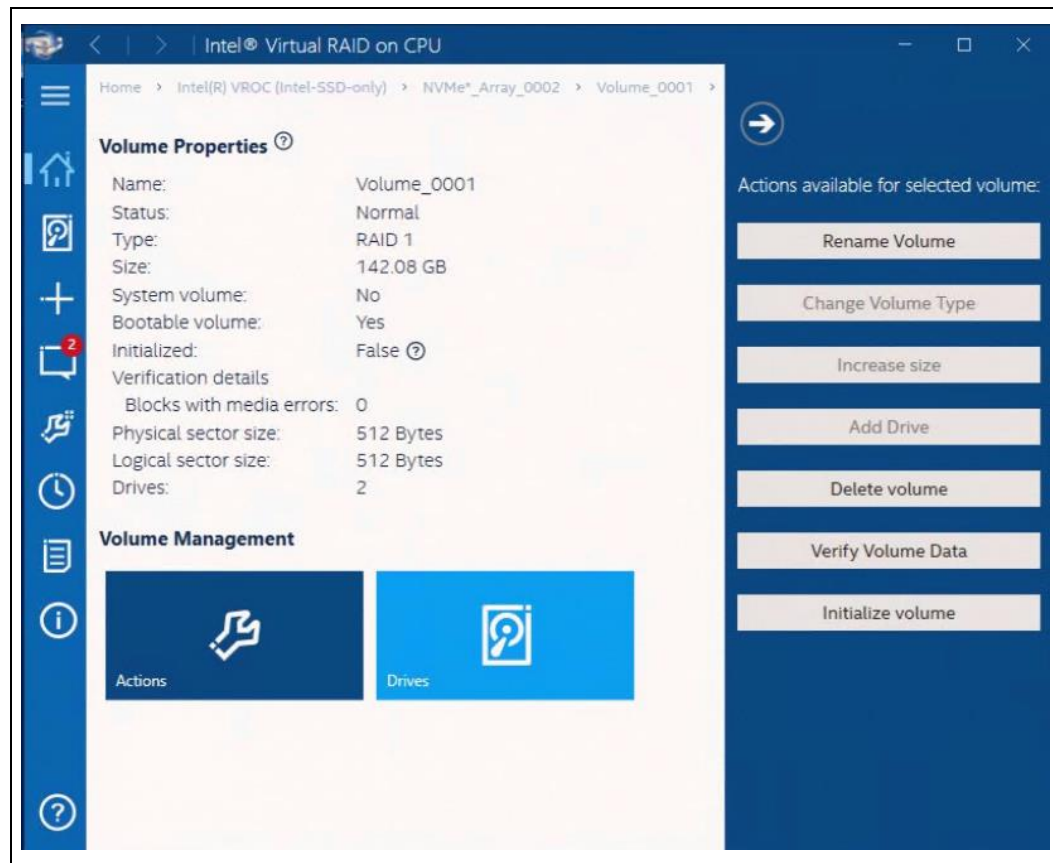 Intel® Virtual RAID on CPU
Home > Intel(R) VROC (Intel-SSD-only) > NVMe*_Array_0002 > Volume_0001 >
Volume Properties ?
Name: Volume_0001
Status: Normal
Type: RAID 1
Size: 142.08 GB
System volume: No
Bootable volume: Yes
Initialized: False ?
Verification details
Blocks with media errors: 0
Physical sector size: 512 Bytes
Logical sector size: 512 Bytes
Drives: 2
Volume Management
Actions
Drives
2
Actions available for selected volume:
Rename Volume
Change Volume Type
Increase size
Add Drive
Delete volume
Verify Volume Data
Initialize volume